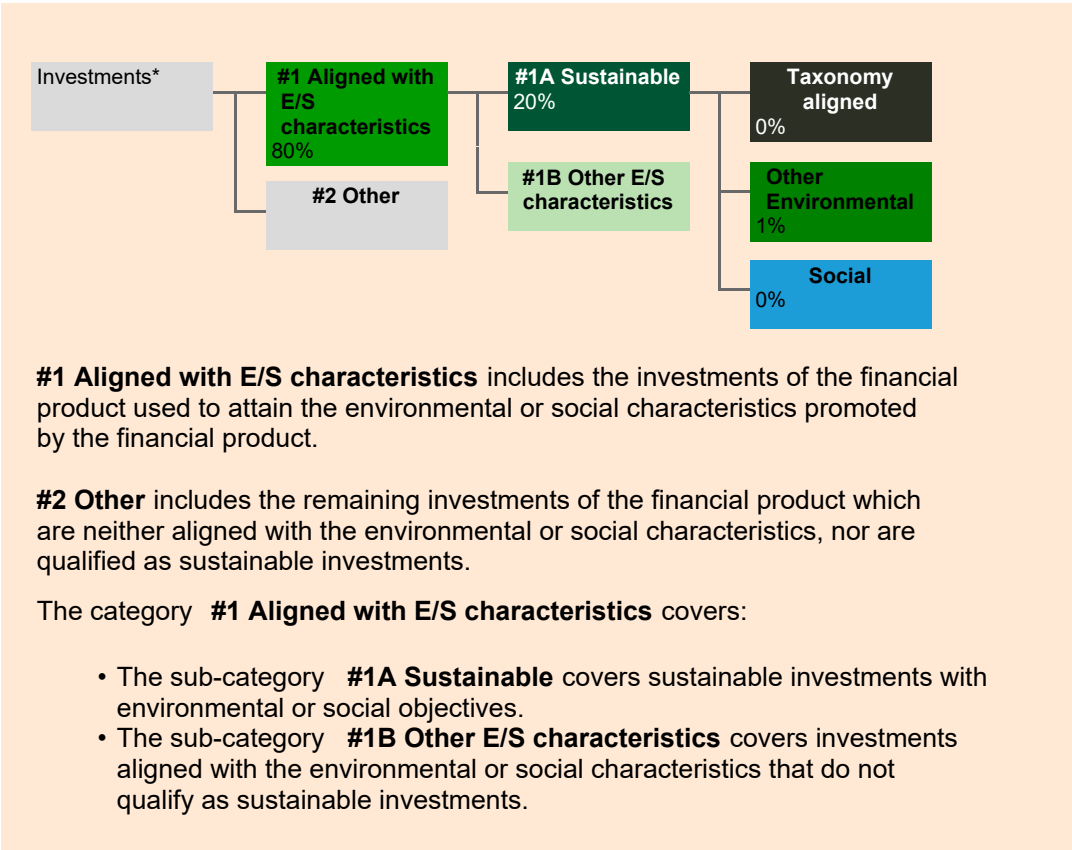 Investments*
#1 Aligned with
E/S
characteristics
80%
#2 Other
#1A Sustainable
20%
#1B Other E/S
characteristics
Taxonomy
aligned
0%
Other
Environmental
1%
Social
0%
#1 Aligned with E/S characteristics includes the investments of the financial
product used to attain the environmental or social characteristics promoted
by the financial product.
#2 Other includes the remaining investments of the financial product which
are neither aligned with the environmental or social characteristics, nor are
qualified as sustainable investments.
The category #1 Aligned with E/S characteristics covers:
• The sub-category #1A Sustainable covers sustainable investments with
environmental or social objectives.
• The sub-category #1B Other E/S characteristics covers investments
aligned with the environmental or social characteristics that do not
qualify as sustainable investments.